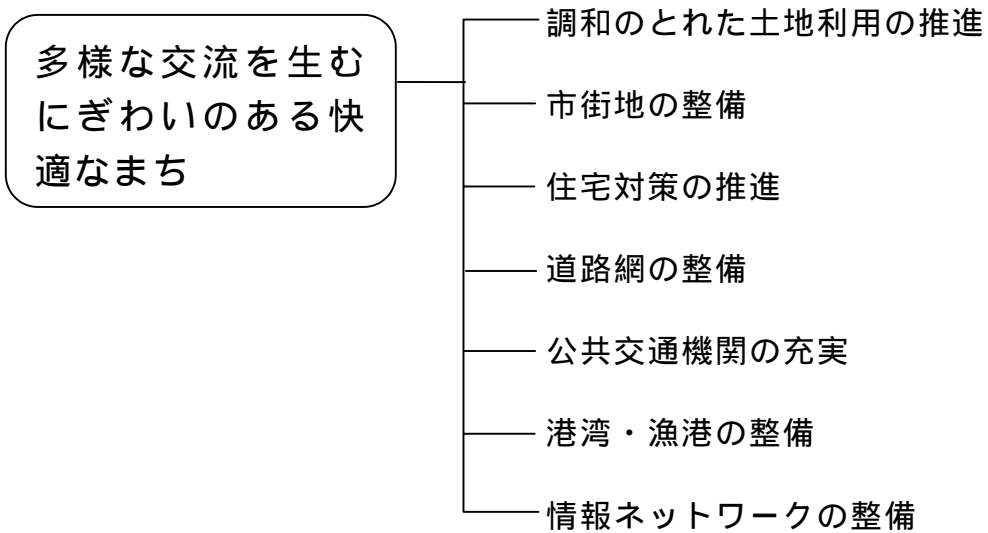 多様な交流を生む
にぎわいのある快
適なまち
調和のとれた土地利用の推進
市街地の整備
住宅対策の推進
道路網の整備
公共交通機関の充実
港湾・漁港の整備
情報ネットワークの整備